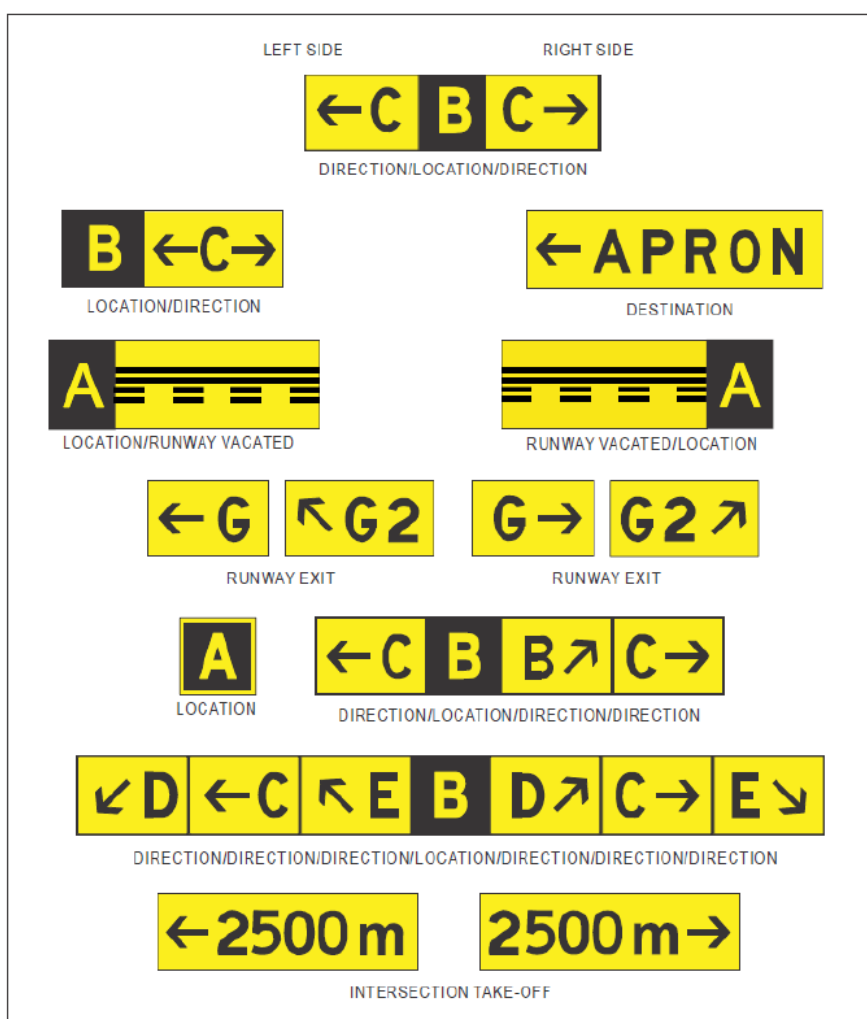 LEFT SIDE RIGHT SIDE
←C B C→
DIRECTION/LOCATION/DIRECTION
B ←C→ ←APRON
LOCATION/DIRECTION DESTINATION
A A
LOCATION/RUNWAY VACATED RUNWAY VACATED/LOCATION
←G ↖G2 G→ G2↗
RUNWAY EXIT RUNWAY EXIT
A ←C B B↗ C→
LOCATION DIRECTION/LOCATION/DIRECTION/DIRECTION
↙D ←C ↖E B D↗ C→ E↘
DIRECTION/DIRECTION/DIRECTION/LOCATION/DIRECTION/DIRECTION/DIRECTION
←2500 m 2500 m→
INTERSECTION TAKE-OFF